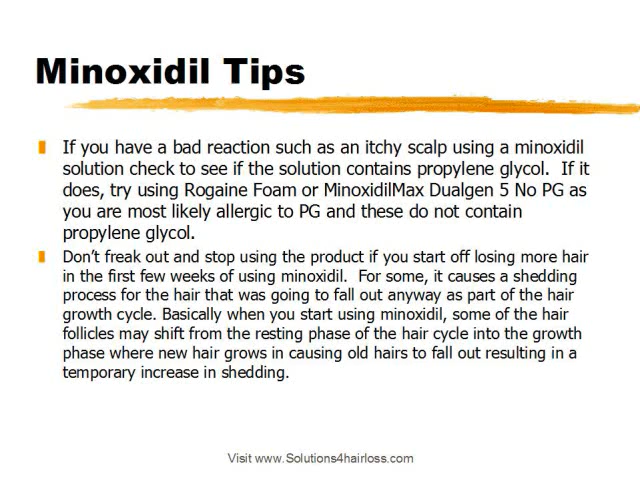 Minoxidil Tips
If you have a bad reaction such as an itchy scalp using a minoxidil
solution check to see if the solution contains propylene glycol.  If it
does, try using Rogaine Foam or MinoxidilMax Dualgen 5 No PG as
you are most likely allergic to PG and these do not contain
propylene glycol.
Don't freak out and stop using the product if you start off losing more hair
in the first few weeks of using minoxidil.  For some, it causes a shedding
process for the hair that was going to fall out anyway as part of the hair
growth cycle. Basically when you start using minoxidil, some of the hair
follicles may shift from the resting phase of the hair cycle into the growth
phase where new hair grows in causing old hairs to fall out resulting in a
temporary increase in shedding.
Visit www.Solutions4hairloss.com